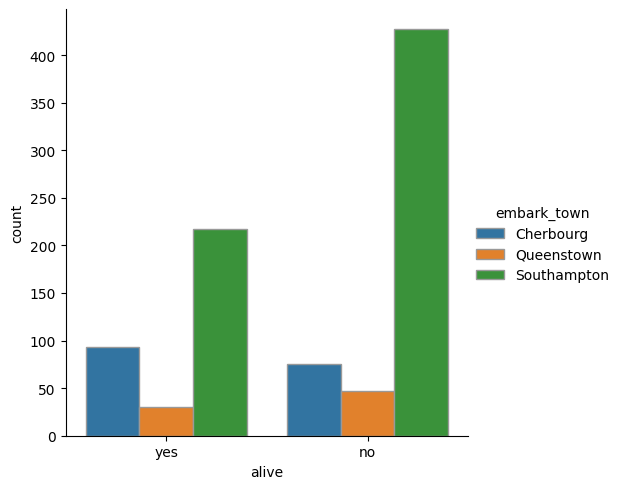 400
350
300
250
200
150
100
50
0
count
yes
no
alive
embark_town
Cherbourg
Queenstown
Southampton